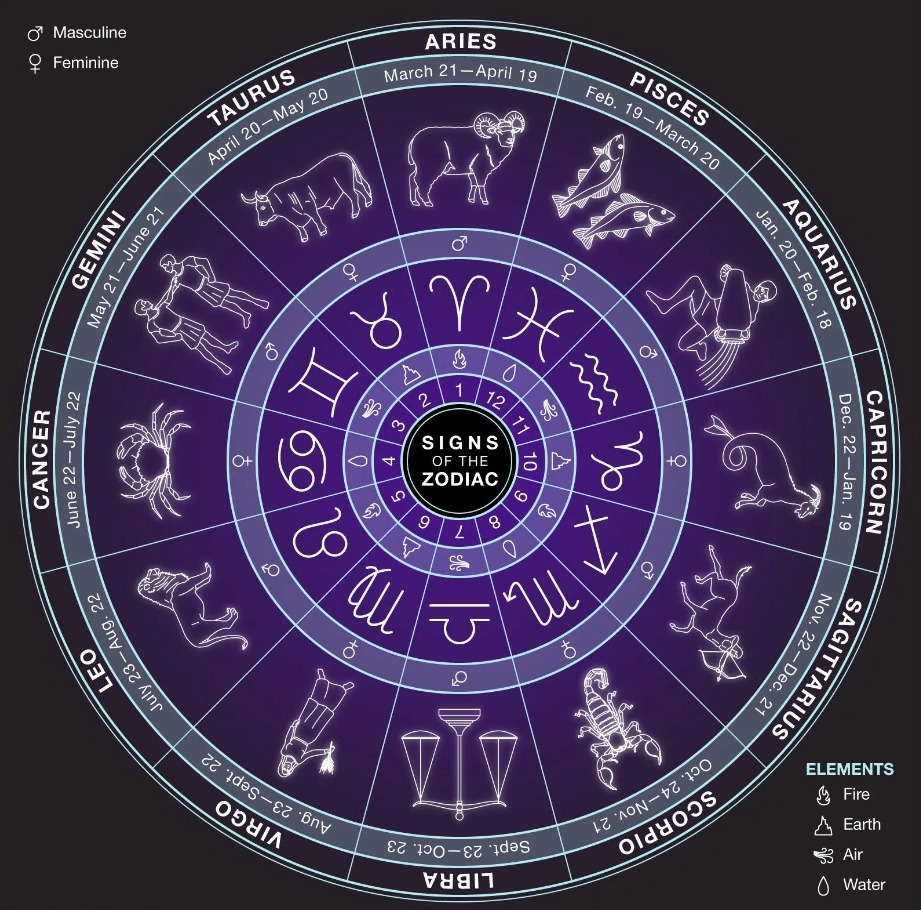 ♂ Masculine
♀ Feminine
ARIES
March 21—April 19
TAURUS
April 20—May 20
GEMINI
May 21—June 21
CANCER
June 22—July 22
LEO
July 23—Aug. 22
VIRGO
Aug. 23—Sept. 22
LIBRA
Sept. 23—Oct. 23
SCORPIO
Oct. 24—Nov. 21
SAGITTARIUS
Nov. 22—Dec. 21
CAPRICORN
Dec. 22—Jan. 19
AQUARIUS
Jan. 20—Feb. 18
PISCES
Feb. 19—March 20
1
2
3
4
5
6
7
8
9
10
11
12
SIGNS
OF THE
ZODIAC
ELEMENTS
Fire
Earth
Air
Water